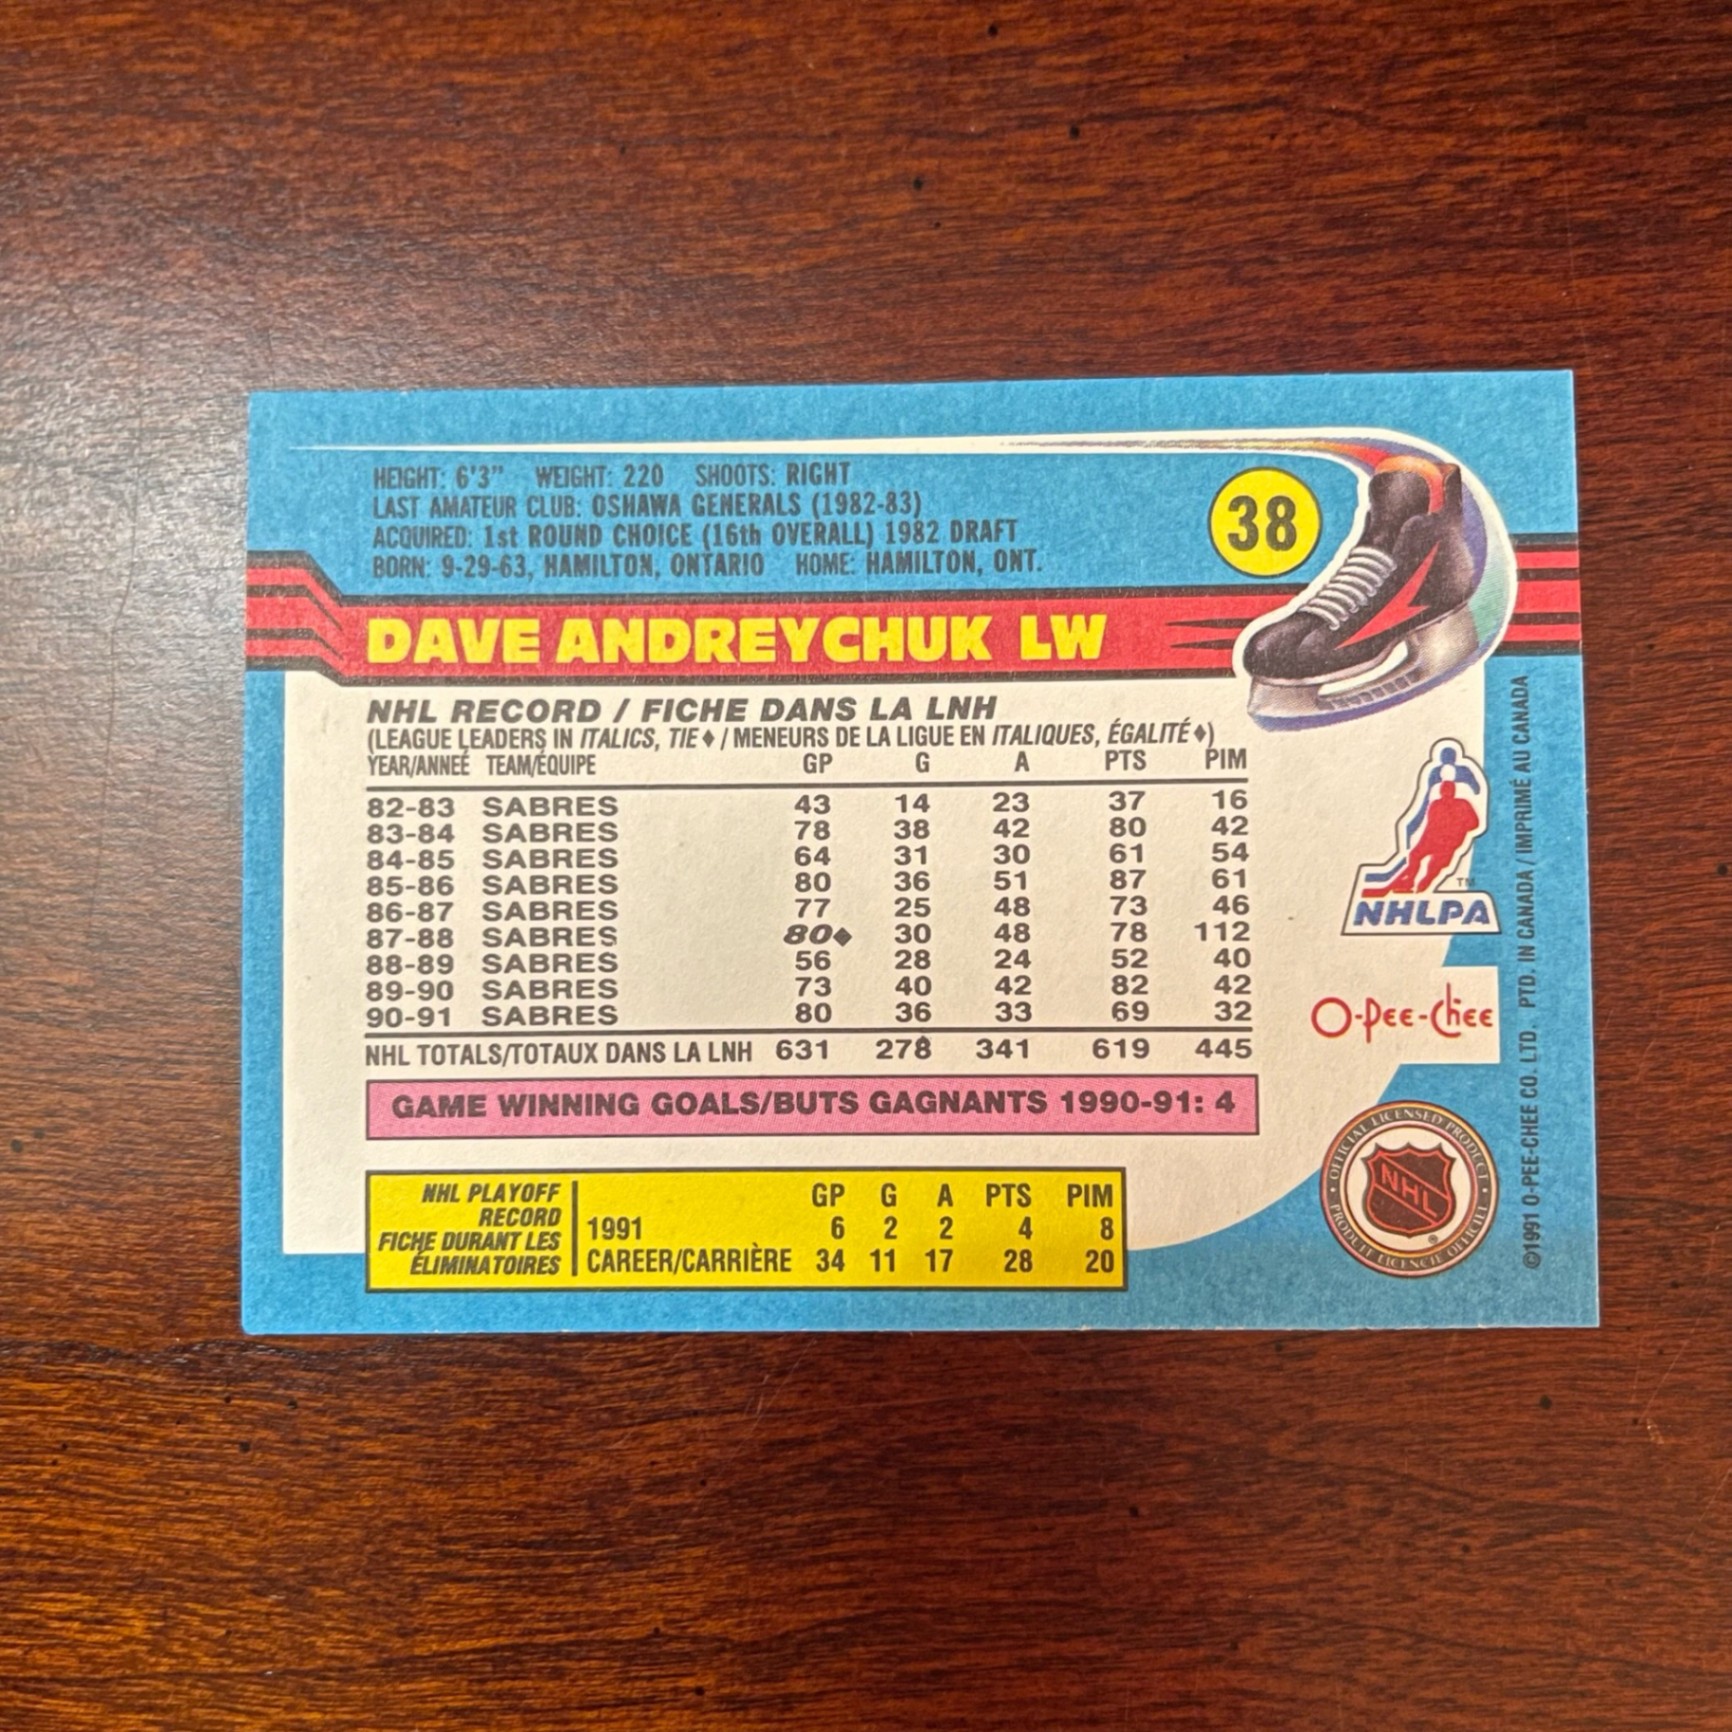 HEIGHT: 6'3" WEIGHT: 220 SHOOTS: RIGHT
LAST AMATEUR CLUB: OSHAWA GENERALS (1982-83)
ACQUIRED: 1st ROUND CHOICE (16th OVERALL) 1982 DRAFT
BORN: 9-29-63, HAMILTON, ONTARIO HOME: HAMILTON, ONT.
38
DAVE ANDREYCHUK LW
NHL RECORD / FICHE DANS LA LNH
(LEAGUE LEADERS IN ITALICS, TIE♦ / MENEURS DE LA LIGUE EN ITALIQUES, ÉGALITÉ♦)
YEAR/ANNEÉ TEAM/ÉQUIPE GP G A PTS PIM
82-83 SABRES 43 14 23 37 16
83-84 SABRES 78 38 42 80 42
84-85 SABRES 64 31 30 61 54
85-86 SABRES 80 36 51 87 61
86-87 SABRES 77 25 48 73 46
87-88 SABRES 80♦ 30 48 78 112
88-89 SABRES 56 28 24 52 40
89-90 SABRES 73 40 42 82 42
90-91 SABRES 80 36 33 69 32
NHL TOTALS/TOTAUX DANS LA LNH 631 278 341 619 445
GAME WINNING GOALS/BUTS GAGNANTS 1990-91: 4
NHL PLAYOFF
RECORD
FICHE DURANT LES
ÉLIMINATOIRES
GP G A PTS PIM
1991 6 2 2 4 8
CAREER/CARRIÈRE 34 11 17 28 20
TM
NHLPA
O-Pee-Chee
OFFICIAL LICENSED PRODUCT
NHL
®
PRODUIT LICENCIÉ OFFICIEL
©1991 O-PEE-CHEE CO. LTD. PTD. IN CANADA / IMPRIMÉ AU CANADA